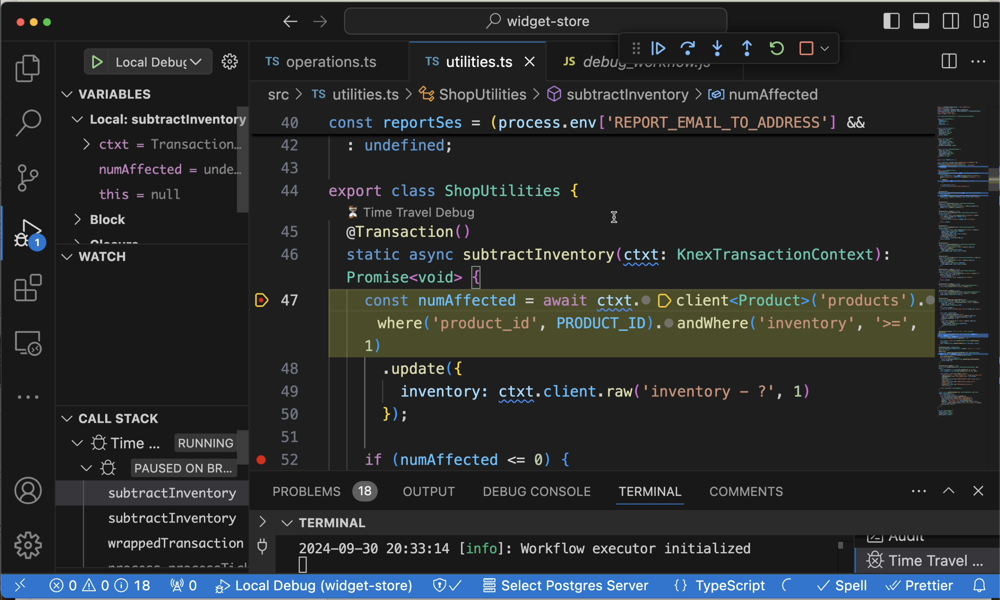 widget-store
Local Debug
TS operations.ts
TS utilities.ts
JS debug_workflow.js
src > TS utilities.ts > ShopUtilities > subtractInventory > numAffected
VARIABLES
Local: subtractInventory
ctxt = Transaction…
numAffected = unde…
this = null
Block
Closure
WATCH
CALL STACK
Time ... RUNNING
PAUSED ON BR...
subtractInventory
subtractInventory
wrappedTransaction
1
40 const reportSes = (process.env['REPORT_EMAIL_TO_ADDRESS'] &&
42 : undefined;
43
44 export class ShopUtilities {
⏳ Time Travel Debug
45 @Transaction()
46 static async subtractInventory(ctxt: KnexTransactionContext):
Promise<void> {
47 const numAffected = await ctxt.client<Product>('products').
where('product_id', PRODUCT_ID).andWhere('inventory', '>=',
1)
48 .update({
49 inventory: ctxt.client.raw('inventory - ?', 1)
50 });
51
52 if (numAffected <= 0) {
PROBLEMS 18 OUTPUT DEBUG CONSOLE TERMINAL COMMENTS
TERMINAL
2024-09-30 20:33:14 [info]: Workflow executor initialized
Audit
Time Travel ...
0 0 18 0 Local Debug (widget-store) Select Postgres Server {} TypeScript Spell Prettier